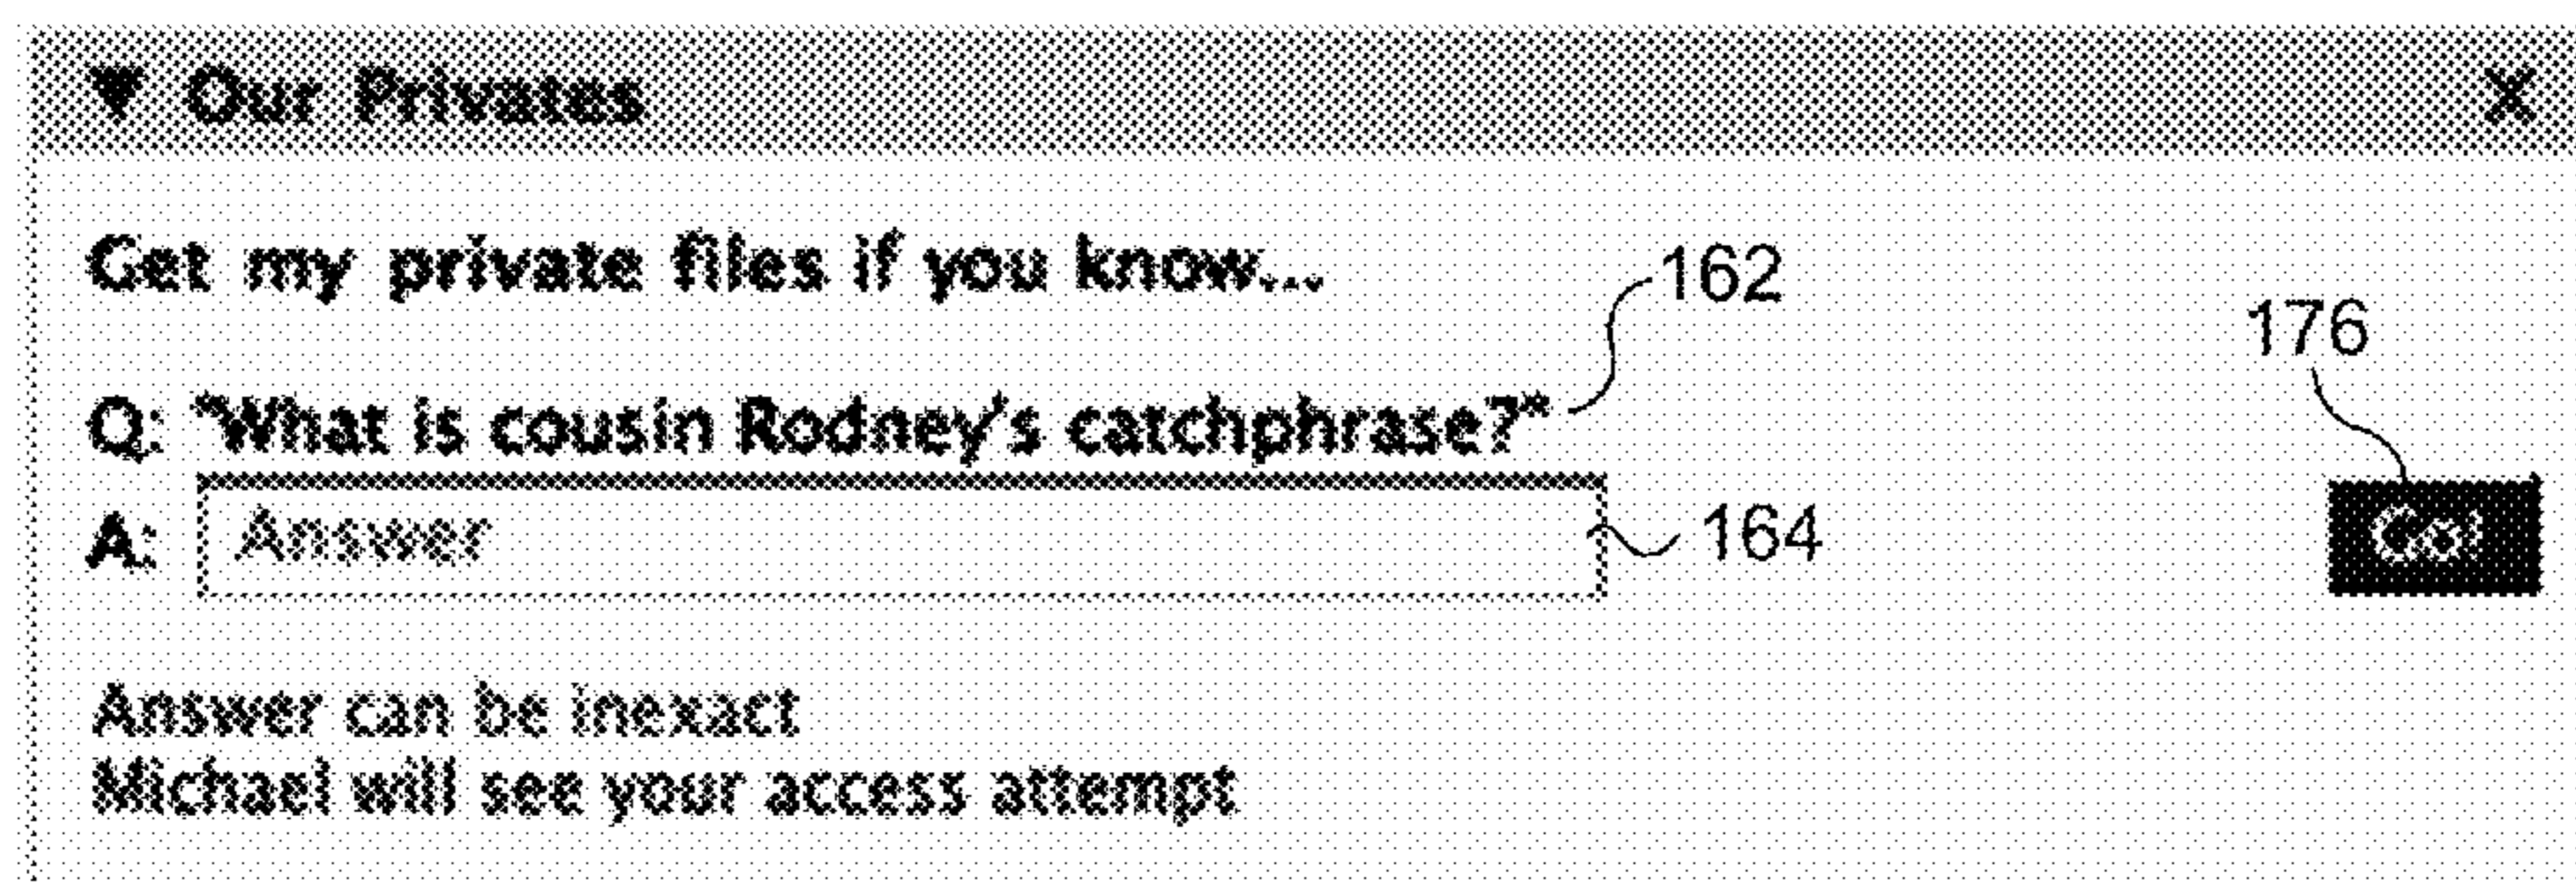 ▼ Our Privates X
Get my private files if you know...
162
176
Q: "What is cousin Rodney's catchphrase?"
A: Answer
164
Go!
Answer can be inexact
Michael will see your access attempt